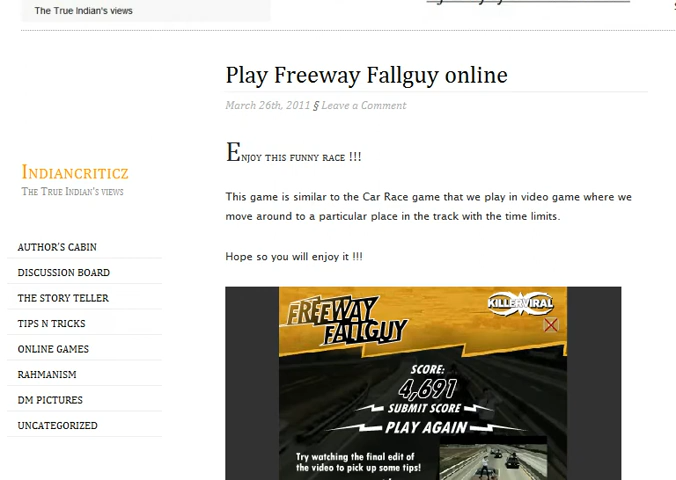 The True Indian's views
Play Freeway Fallguy online
March 26th, 2011 § Leave a Comment
Enjoy this funny race !!!
Indiancriticz
The True Indian's views
This game is similar to the Car Race game that we play in video game where we
move around to a particular place in the track with the time limits.
Hope so you will enjoy it !!!
AUTHOR'S CABIN
DISCUSSION BOARD
THE STORY TELLER
TIPS N TRICKS
ONLINE GAMES
RAHMANISM
DM PICTURES
UNCATEGORIZED
FREEWAY
FALLGUY
KILLERVIRAL
SCORE:
4,691
SUBMIT SCORE
PLAY AGAIN
Try watching the final edit of
the video to pick up some tips!